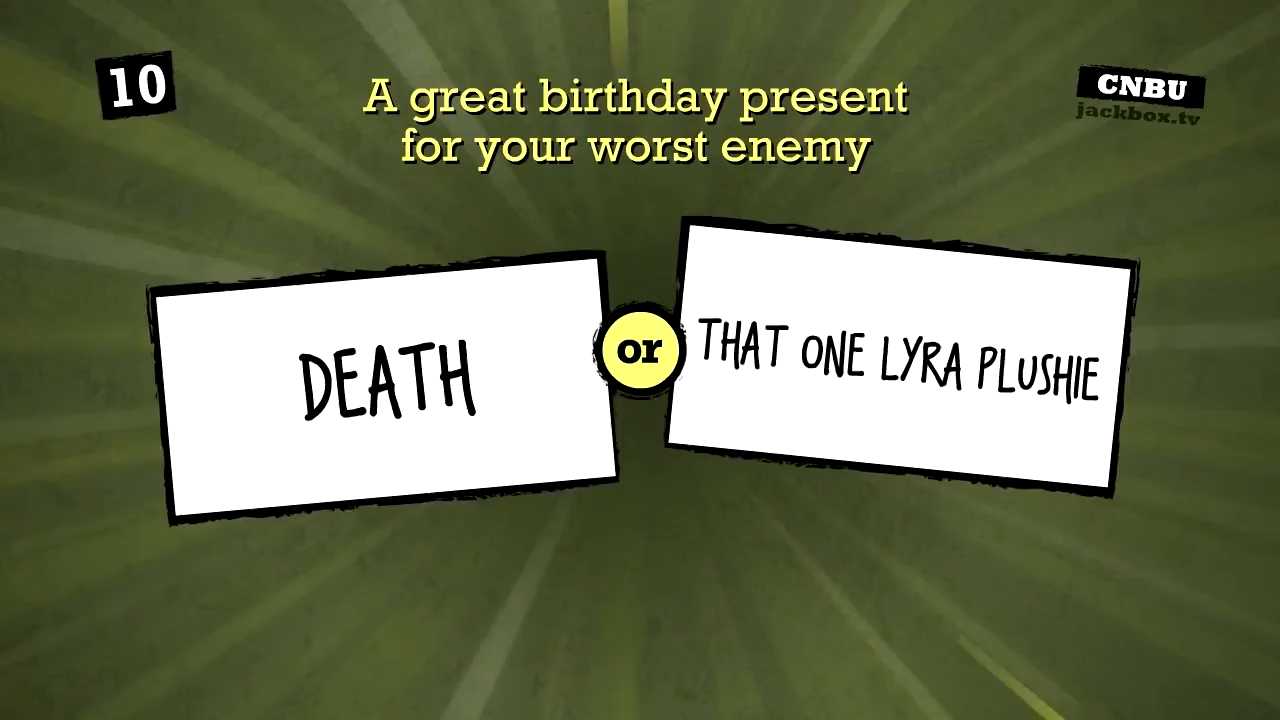 10
A great birthday present
for your worst enemy
CNBU
jackbox.tv
DEATH
or
THAT ONE LYRA PLUSHIE